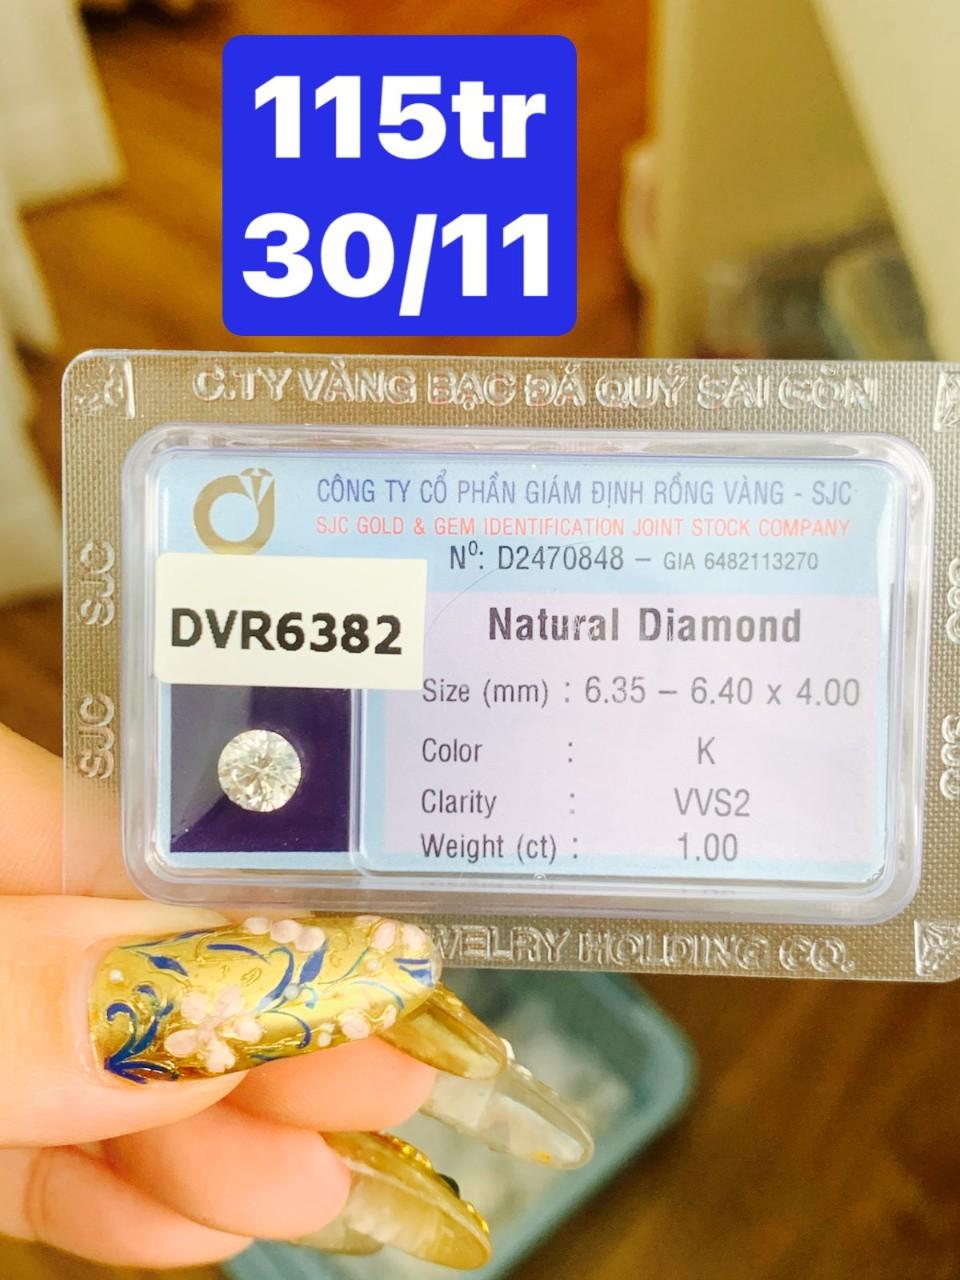 115tr
30/11
C.TY VÀNG BẠC ĐÁ QUÝ SÀI GÒN
CÔNG TY CỔ PHẦN GIÁM ĐỊNH RỒNG VÀNG - SJC
SJC GOLD & GEM IDENTIFICATION JOINT STOCK COMPANY
Nº: D2470848 – GIA 6482113270
DVR6382
Natural Diamond
Size (mm) : 6.35 – 6.40 x 4.00
Color : K
Clarity : VVS2
Weight (ct) : 1.00
SJC
SJC
SJC
HOLDING CO.